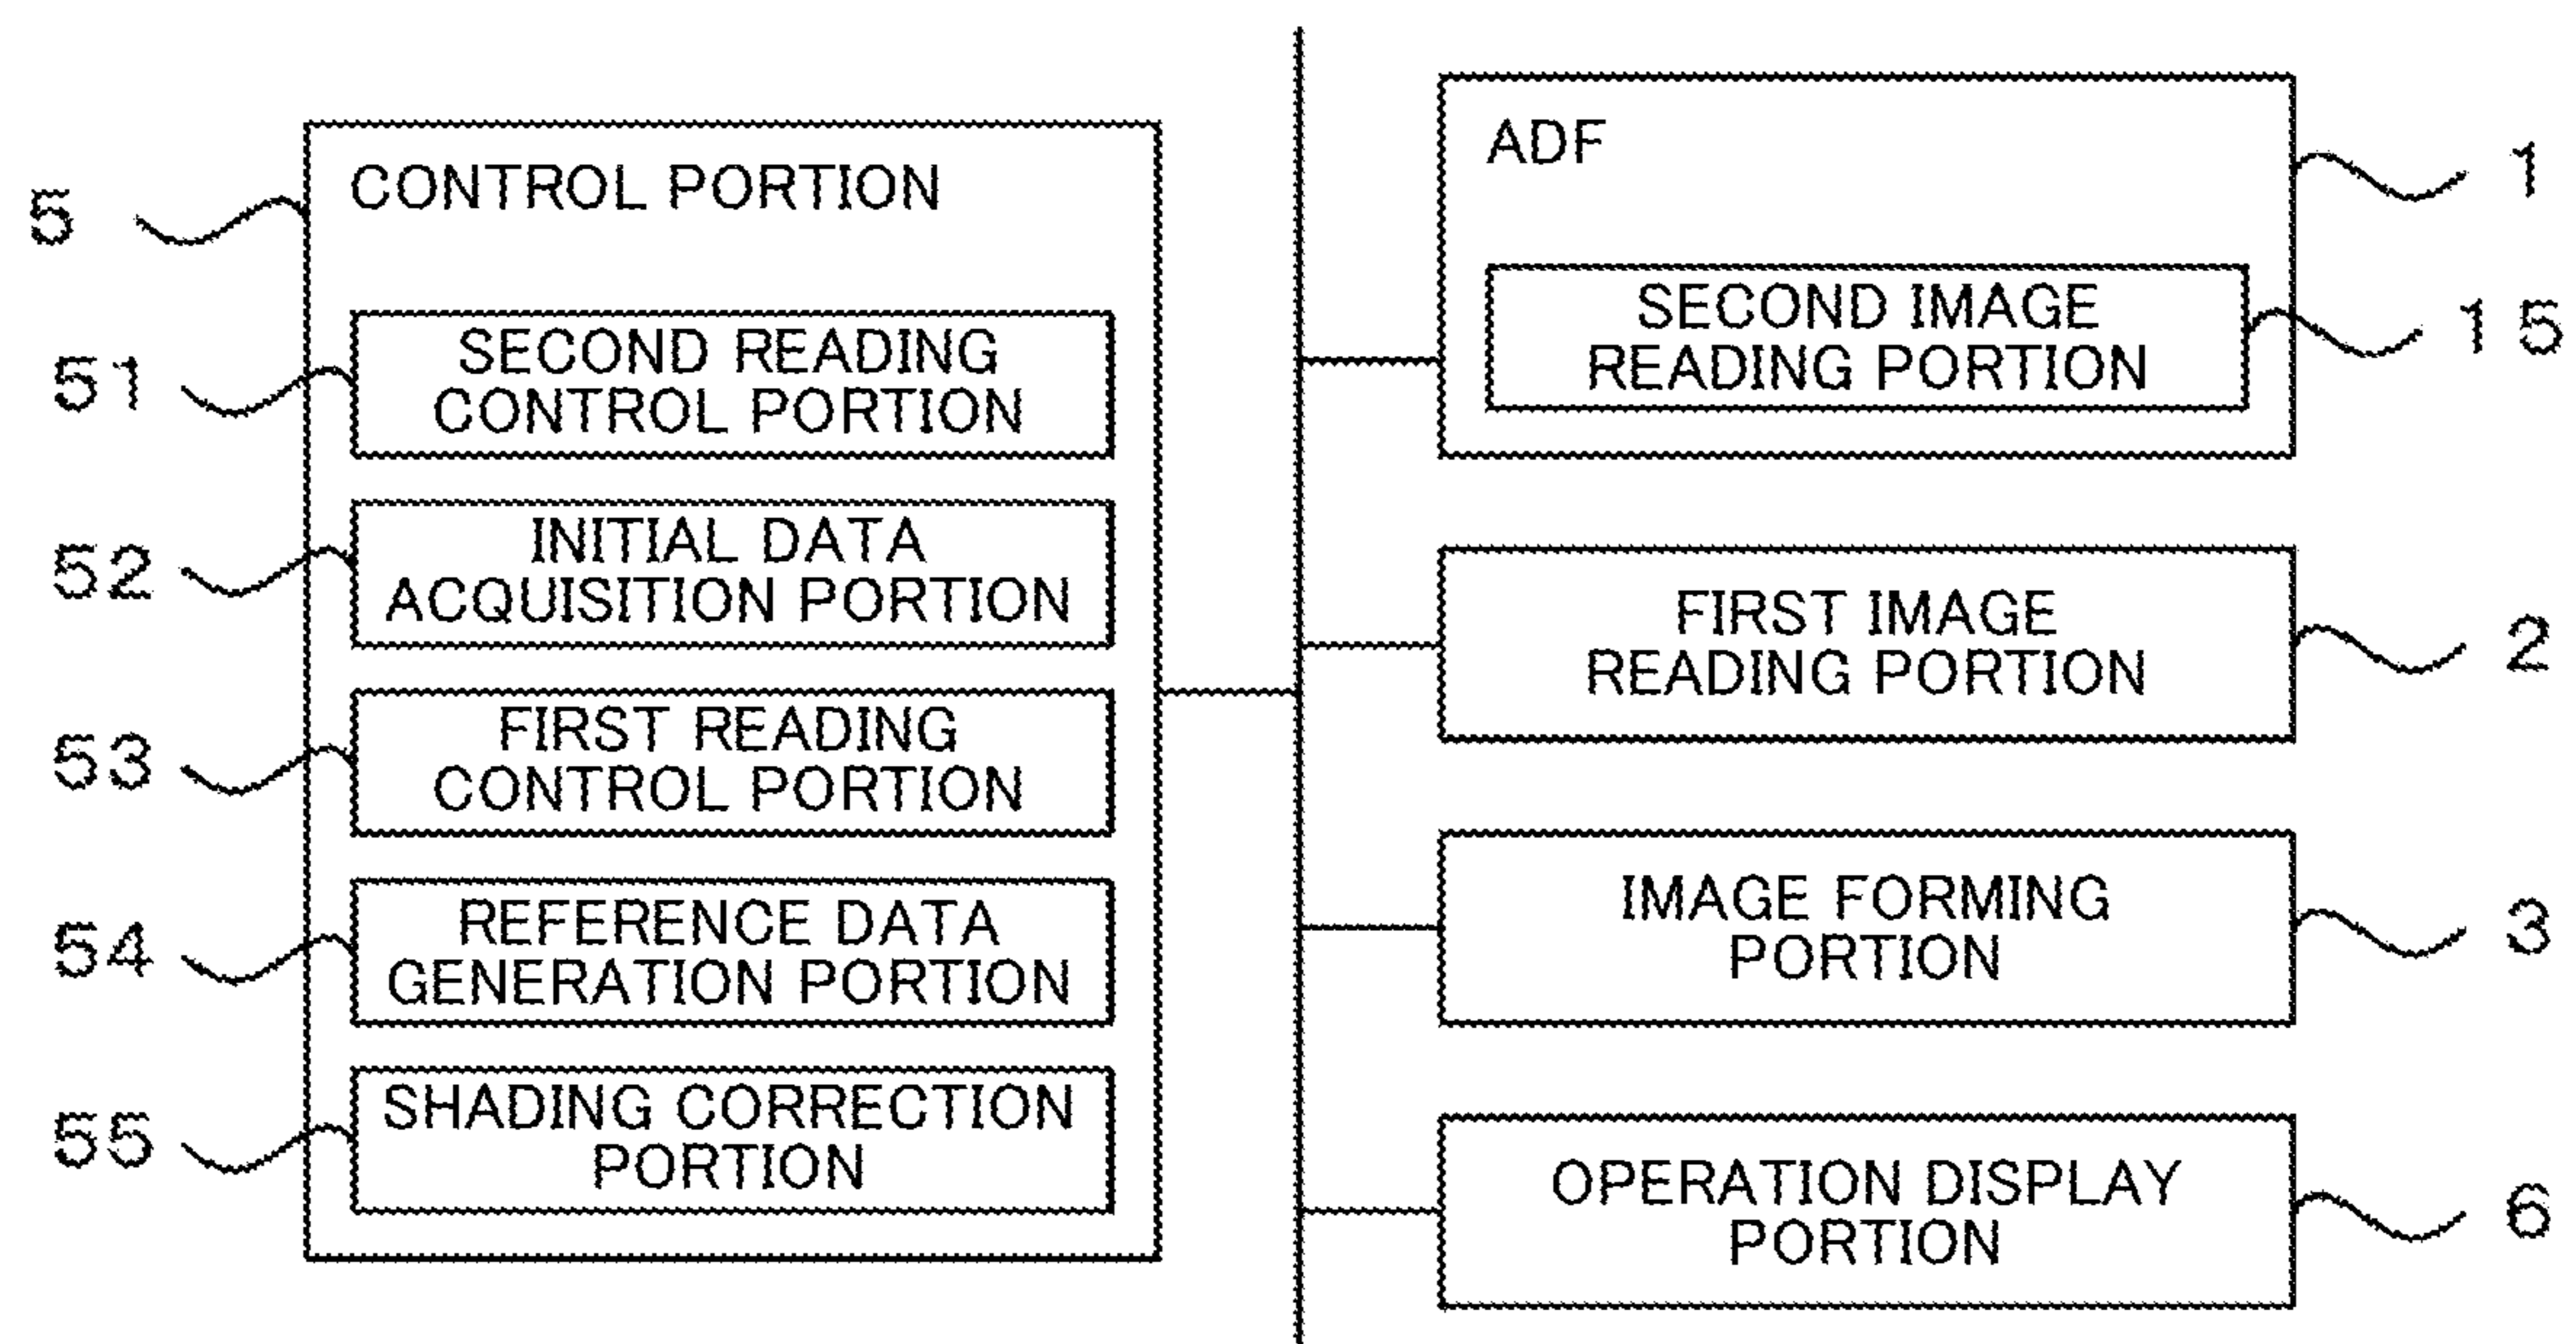 5
CONTROL PORTION
51
SECOND READING
CONTROL PORTION
52
INITIAL DATA
ACQUISITION PORTION
53
FIRST READING
CONTROL PORTION
54
REFERENCE DATA
GENERATION PORTION
55
SHADING CORRECTION
PORTION
ADF
1
SECOND IMAGE
READING PORTION
15
FIRST IMAGE
READING PORTION
2
IMAGE FORMING
PORTION
3
OPERATION DISPLAY
PORTION
6